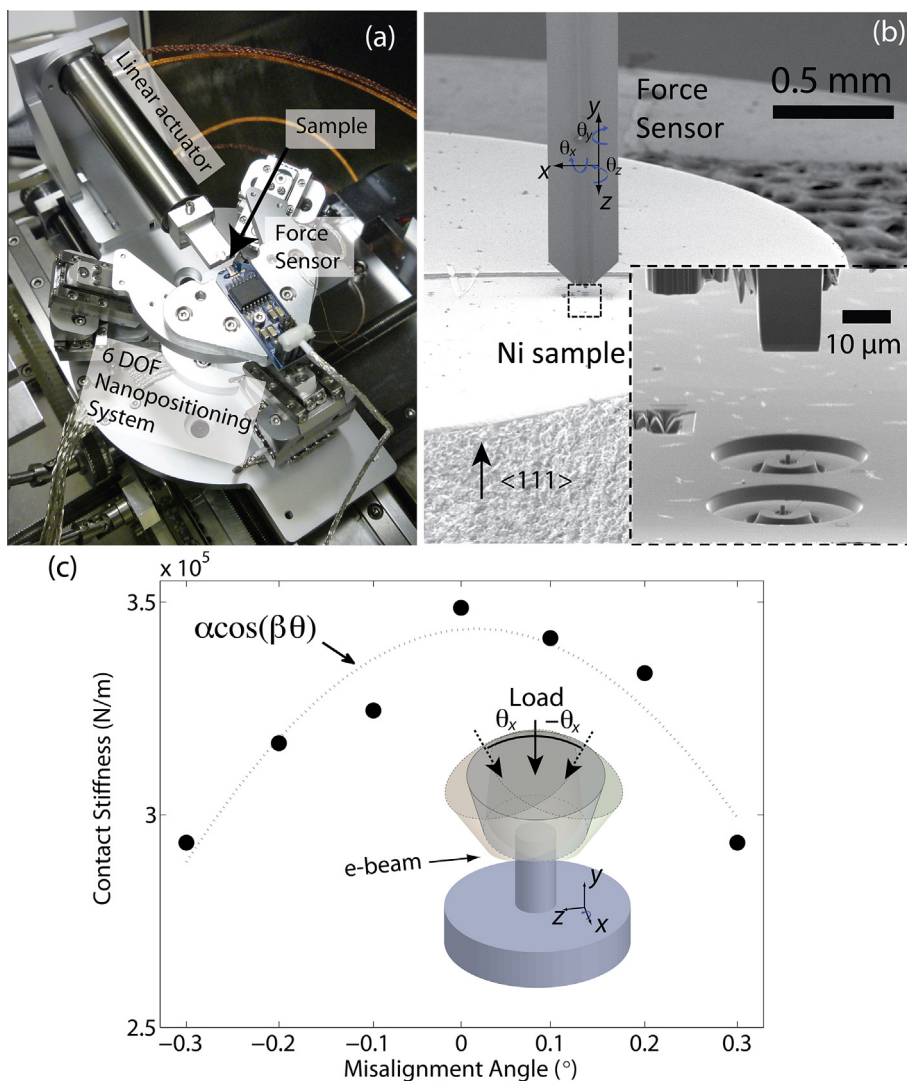 (a)
Linear actuator
Sample
Force
Sensor
6 DOF
Nanopositioning
System
(b)
Force
Sensor
0.5 mm
y
θy
θx
x
θz
z
Ni sample
10 μm
<111>
(c)
x 10⁵
3.5
3
2.5
Contact Stiffness (N/m)
αcos(βθ)
Load
θx
−θx
e-beam
y
z
x
−0.3
−0.2
−0.1
0
0.1
0.2
0.3
Misalignment Angle (°)